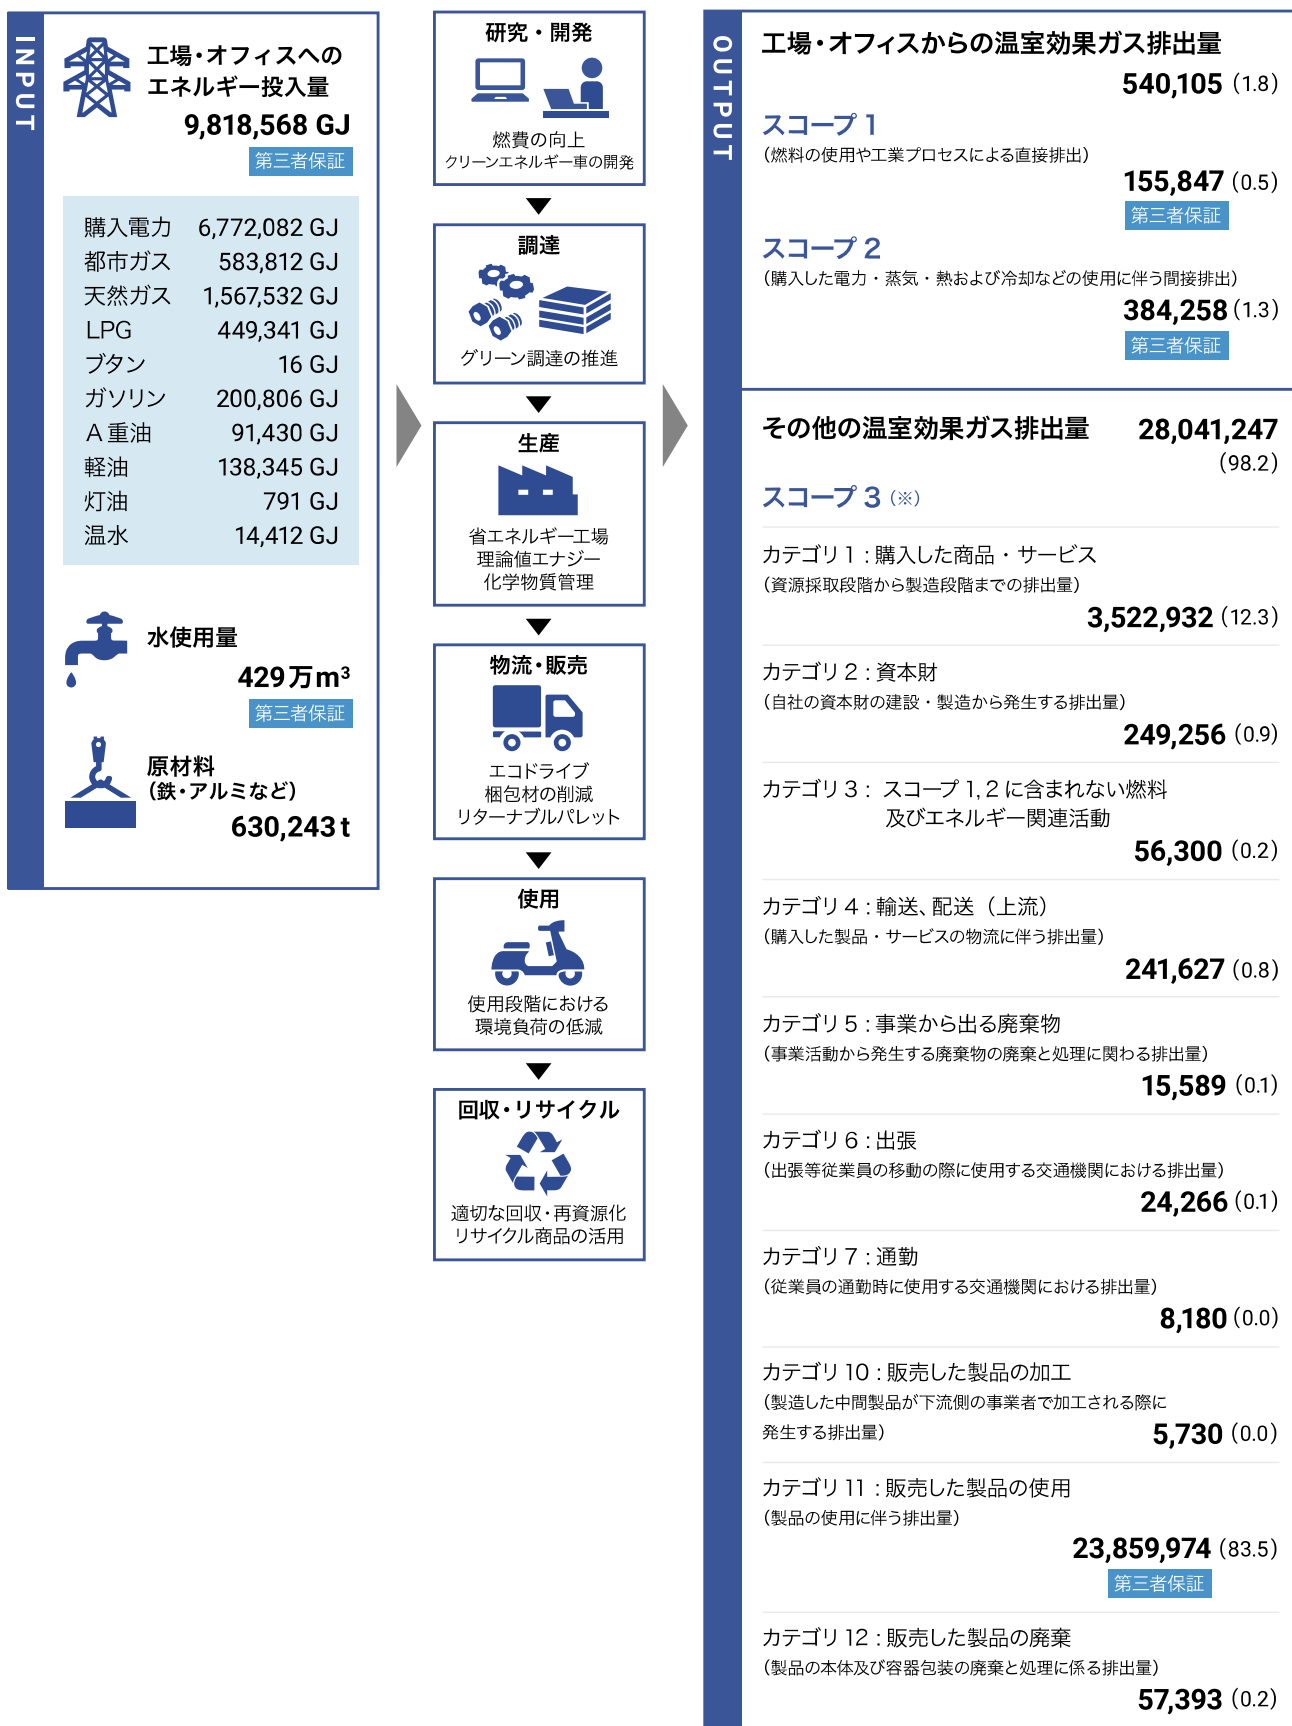 INPUT
工場・オフィスへの
エネルギー投入量
9,818,568 GJ
第三者保証
購入電力 6,772,082 GJ
都市ガス 583,812 GJ
天然ガス 1,567,532 GJ
LPG 449,341 GJ
ブタン 16 GJ
ガソリン 200,806 GJ
A 重油 91,430 GJ
軽油 138,345 GJ
灯油 791 GJ
温水 14,412 GJ
水使用量
429万m³
第三者保証
原材料
（鉄・アルミなど）
630,243 t
研究・開発
燃費の向上
クリーンエネルギー車の開発
調達
グリーン調達の推進
生産
省エネルギー工場
理論値エナジー
化学物質管理
物流・販売
エコドライブ
梱包材の削減
リターナブルパレット
使用
使用段階における
環境負荷の低減
回収・リサイクル
適切な回収・再資源化
リサイクル商品の活用
OUTPUT
工場・オフィスからの温室効果ガス排出量
540,105（1.8）
スコープ 1
（燃料の使用や工業プロセスによる直接排出）
155,847（0.5）
第三者保証
スコープ 2
（購入した電力・蒸気・熱および冷却などの使用に伴う間接排出）
384,258（1.3）
第三者保証
その他の温室効果ガス排出量 28,041,247
（98.2）
スコープ 3（※）
カテゴリ 1 : 購入した商品・サービス
（資源採取段階から製造段階までの排出量）
3,522,932（12.3）
カテゴリ 2 : 資本財
（自社の資本財の建設・製造から発生する排出量）
249,256（0.9）
カテゴリ 3 : スコープ 1, 2 に含まれない燃料
及びエネルギー関連活動
56,300（0.2）
カテゴリ 4 : 輸送、配送（上流）
（購入した製品・サービスの物流に伴う排出量）
241,627（0.8）
カテゴリ 5 : 事業から出る廃棄物
（事業活動から発生する廃棄物の廃棄と処理に関わる排出量）
15,589（0.1）
カテゴリ 6 : 出張
（出張等従業員の移動の際に使用する交通機関における排出量）
24,266（0.1）
カテゴリ 7 : 通勤
（従業員の通勤時に使用する交通機関における排出量）
8,180（0.0）
カテゴリ 10 : 販売した製品の加工
（製造した中間製品が下流側の事業者で加工される際に
発生する排出量） 5,730（0.0）
カテゴリ 11 : 販売した製品の使用
（製品の使用に伴う排出量）
23,859,974（83.5）
第三者保証
カテゴリ 12 : 販売した製品の廃棄
（製品の本体及び容器包装の廃棄と処理に係る排出量）
57,393（0.2）